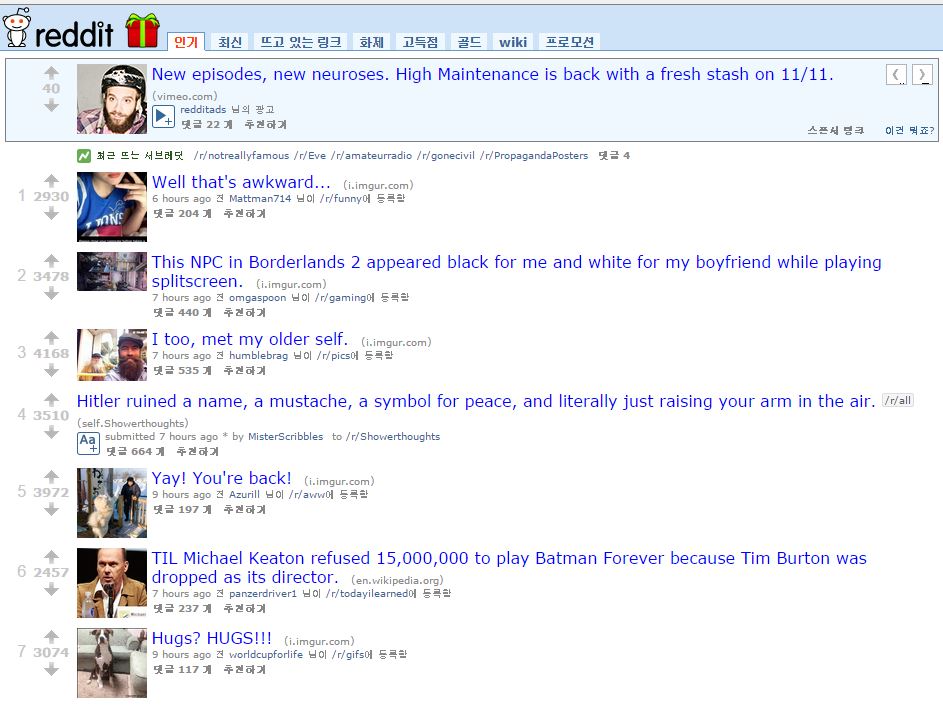 reddit 인기 최신 뜨고 있는 링크 화제 고득점 골드 wiki 프로모션
New episodes, new neuroses. High Maintenance is back with a fresh stash on 11/11.
(vimeo.com)
redditads 님의 광고
댓글 22 개 추천하기
스폰서 링크 이건 뭐죠?
40
최근 뜨는 서브레딧 /r/notreallyfamous /r/Eve /r/amateurradio /r/gonecivil /r/PropagandaPosters 댓글 4
1 2930
Well that's awkward... (i.imgur.com)
6 hours ago 전 Mattman714 님이 /r/funny에 등록함
댓글 204 개 추천하기
LIONS
2 3478
This NPC in Borderlands 2 appeared black for me and white for my boyfriend while playing
splitscreen. (i.imgur.com)
7 hours ago 전 omgaspoon 님이 /r/gaming에 등록함
댓글 440 개 추천하기
3 4168
I too, met my older self. (i.imgur.com)
7 hours ago 전 humblebrag 님이 /r/pics에 등록함
댓글 535 개 추천하기
4 3510
Hitler ruined a name, a mustache, a symbol for peace, and literally just raising your arm in the air. /r/all
(self.Showerthoughts)
Aa+
submitted 7 hours ago * by MisterScribbles to /r/Showerthoughts
댓글 664 개 추천하기
5 3972
Yay! You're back! (i.imgur.com)
9 hours ago 전 Azurill 님이 /r/aww에 등록함
댓글 197 개 추천하기
6 2457
TIL Michael Keaton refused 15,000,000 to play Batman Forever because Tim Burton was
dropped as its director. (en.wikipedia.org)
7 hours ago 전 panzerdriver1 님이 /r/todayilearned에 등록함
댓글 237 개 추천하기
7 3074
Hugs? HUGS!!! (i.imgur.com)
9 hours ago 전 worldcupforlife 님이 /r/gifs에 등록함
댓글 117 개 추천하기